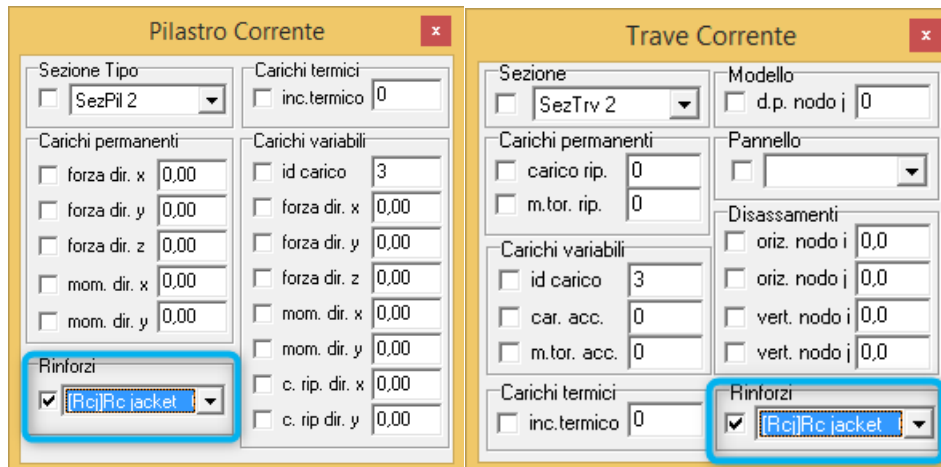 Pilastro Corrente
x
Sezione Tipo
SezPil 2
Carichi termici
inc.termico 0
Carichi permanenti
forza dir. x 0,00
forza dir. y 0,00
forza dir. z 0,00
mom. dir. x 0,00
mom. dir. y 0,00
Carichi variabili
id carico 3
forza dir. x 0,00
forza dir. y 0,00
forza dir. z 0,00
mom. dir. x 0,00
mom. dir. y 0,00
c. rip. dir. x 0,00
c. rip dir. y 0,00
Rinforzi
[Rcj]Rc jacket
Trave Corrente
x
Sezione
SezTrv 2
Modello
d.p. nodo j 0
Carichi permanenti
carico rip. 0
m.tor. rip. 0
Pannello
Carichi variabili
id carico 3
car. acc. 0
m.tor. acc. 0
Disassamenti
oriz. nodo i 0,0
oriz. nodo j 0,0
vert. nodo i 0,0
vert. nodo j 0,0
Carichi termici
inc.termico 0
Rinforzi
[Rcj]Rc jacket